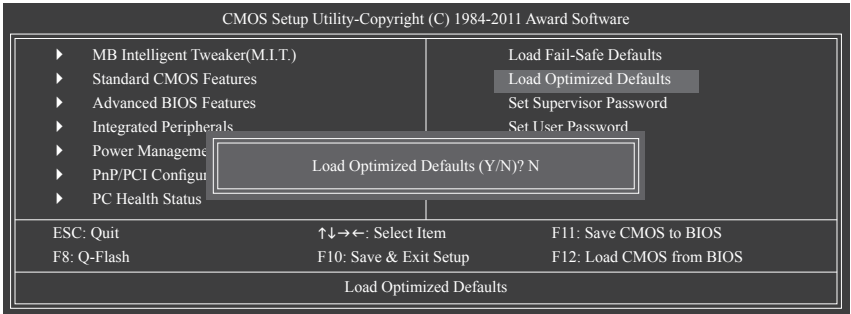 CMOS Setup Utility-Copyright (C) 1984-2011 Award Software
MB Intelligent Tweaker(M.I.T.)
Standard CMOS Features
Advanced BIOS Features
Integrated Peripherals
Power Manageme
PnP/PCI Configur
PC Health Status
Load Fail-Safe Defaults
Load Optimized Defaults
Set Supervisor Password
Set User Password
Load Optimized Defaults (Y/N)? N
ESC: Quit ↑↓→←: Select Item F11: Save CMOS to BIOS
F8: Q-Flash F10: Save & Exit Setup F12: Load CMOS from BIOS
Load Optimized Defaults